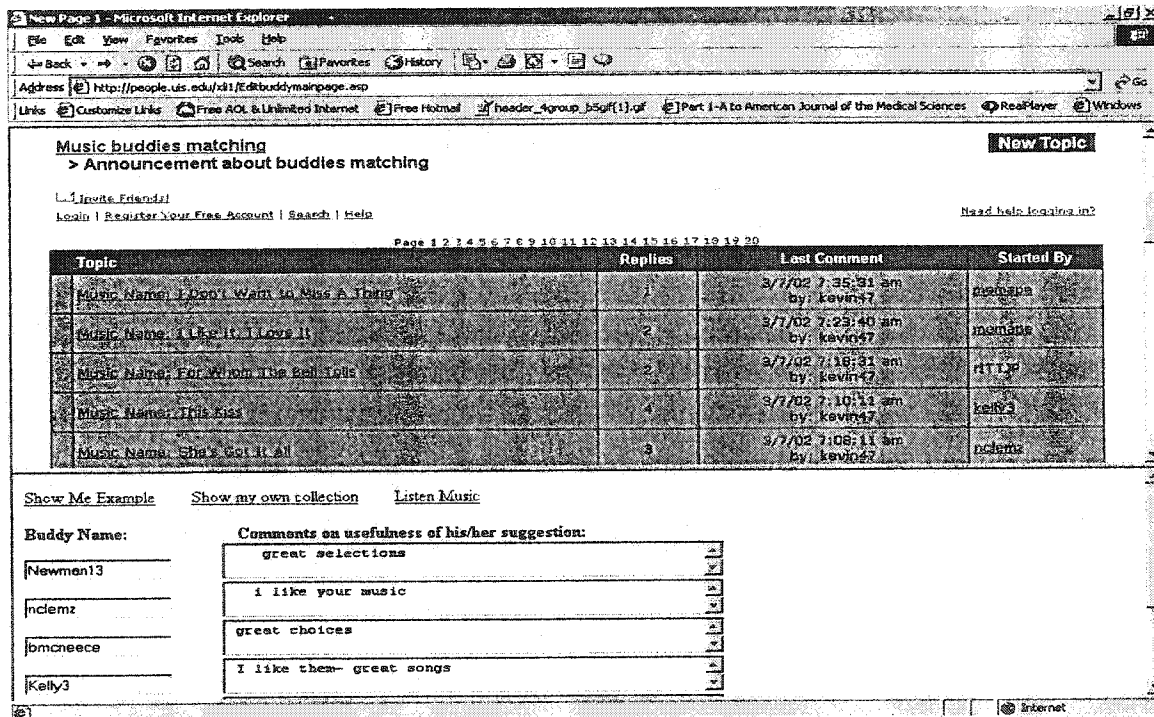 New Page 1 - Microsoft Internet Explorer
File Edit View Favorites Tools Help
Back Search Favorites History
Address http://people.uis.edu/xli1/Editbuddymainpage.asp Go
Links Customize Links Free AOL & Unlimited Internet Free Hotmail header_4group_b5gif[1].gif Part 1-A to American Journal of the Medical Sciences RealPlayer Windows
Music buddies matching New Topic
> Announcement about buddies matching
Invite Friends!
Login | Register Your Free Account | Search | Help Need help logging in?
Page 1 2 3 4 5 6 7 8 9 10 11 12 13 14 15 16 17 18 19 20
Topic Replies Last Comment Started By
Music Name: I Don't Want to Miss A Thing 1 3/7/02 7:35:31 am momapa
by: kevin47
Music Name: I Like It, I Love It 2 3/7/02 7:23:40 am momapa
by: kevin47
Music Name: For Whom The Bell Tolls 2 3/7/02 7:18:31 am
by: kevin47
Music Name: This Kiss 4 3/7/02 7:10:11 am kelly3
by: kevin47
Music Name: She's Got It All 3 3/7/02 7:08:11 am nclemz
by: kevin47
Show Me Example Show my own collection Listen Music
Buddy Name: Comments on usefulness of his/her suggestion:
Newman13 great selections
nclemz i like your music
bmcneece great choices
Kelly3 I like them- great songs
Internet